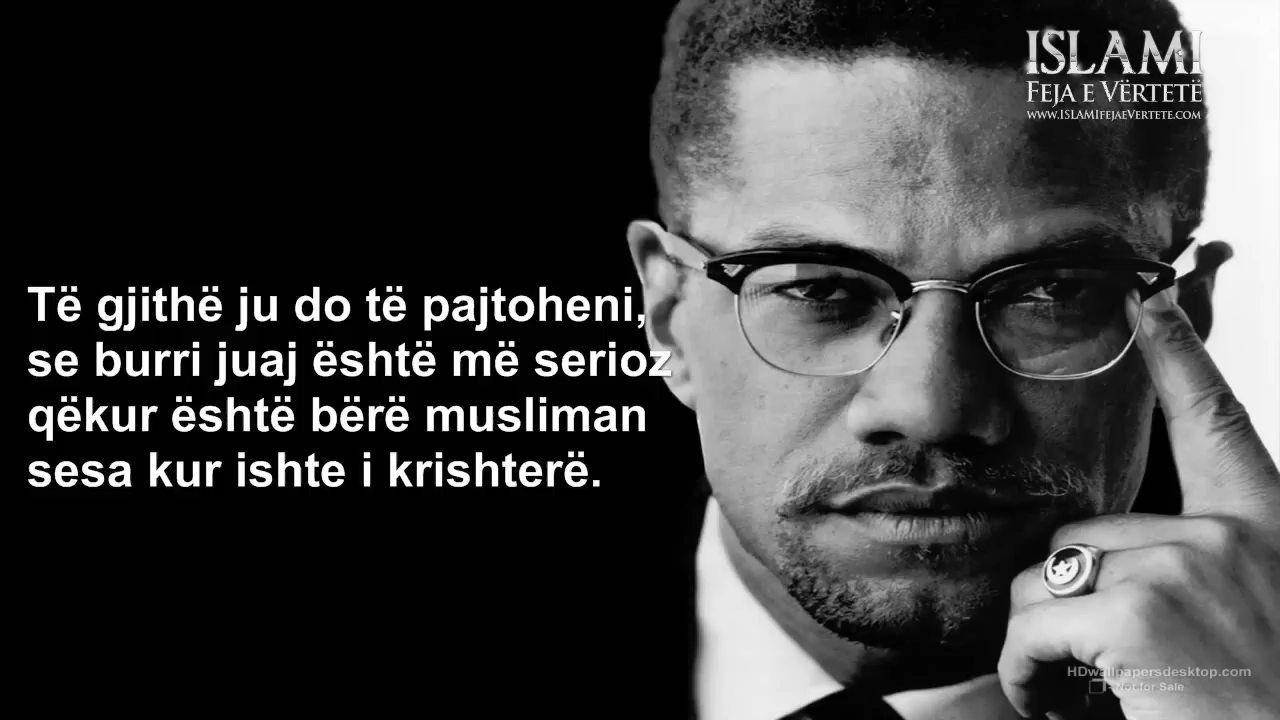 ISLAMI
FEJA E VËRTETË
WWW.ISLAMIFEJAEVERTETE.COM
Të gjithë ju do të pajtoheni,
se burri juaj është më serioz
qëkur është bërë musliman
sesa kur ishte i krishterë.
HDwallpapersdesktop.com
- Not for Sale